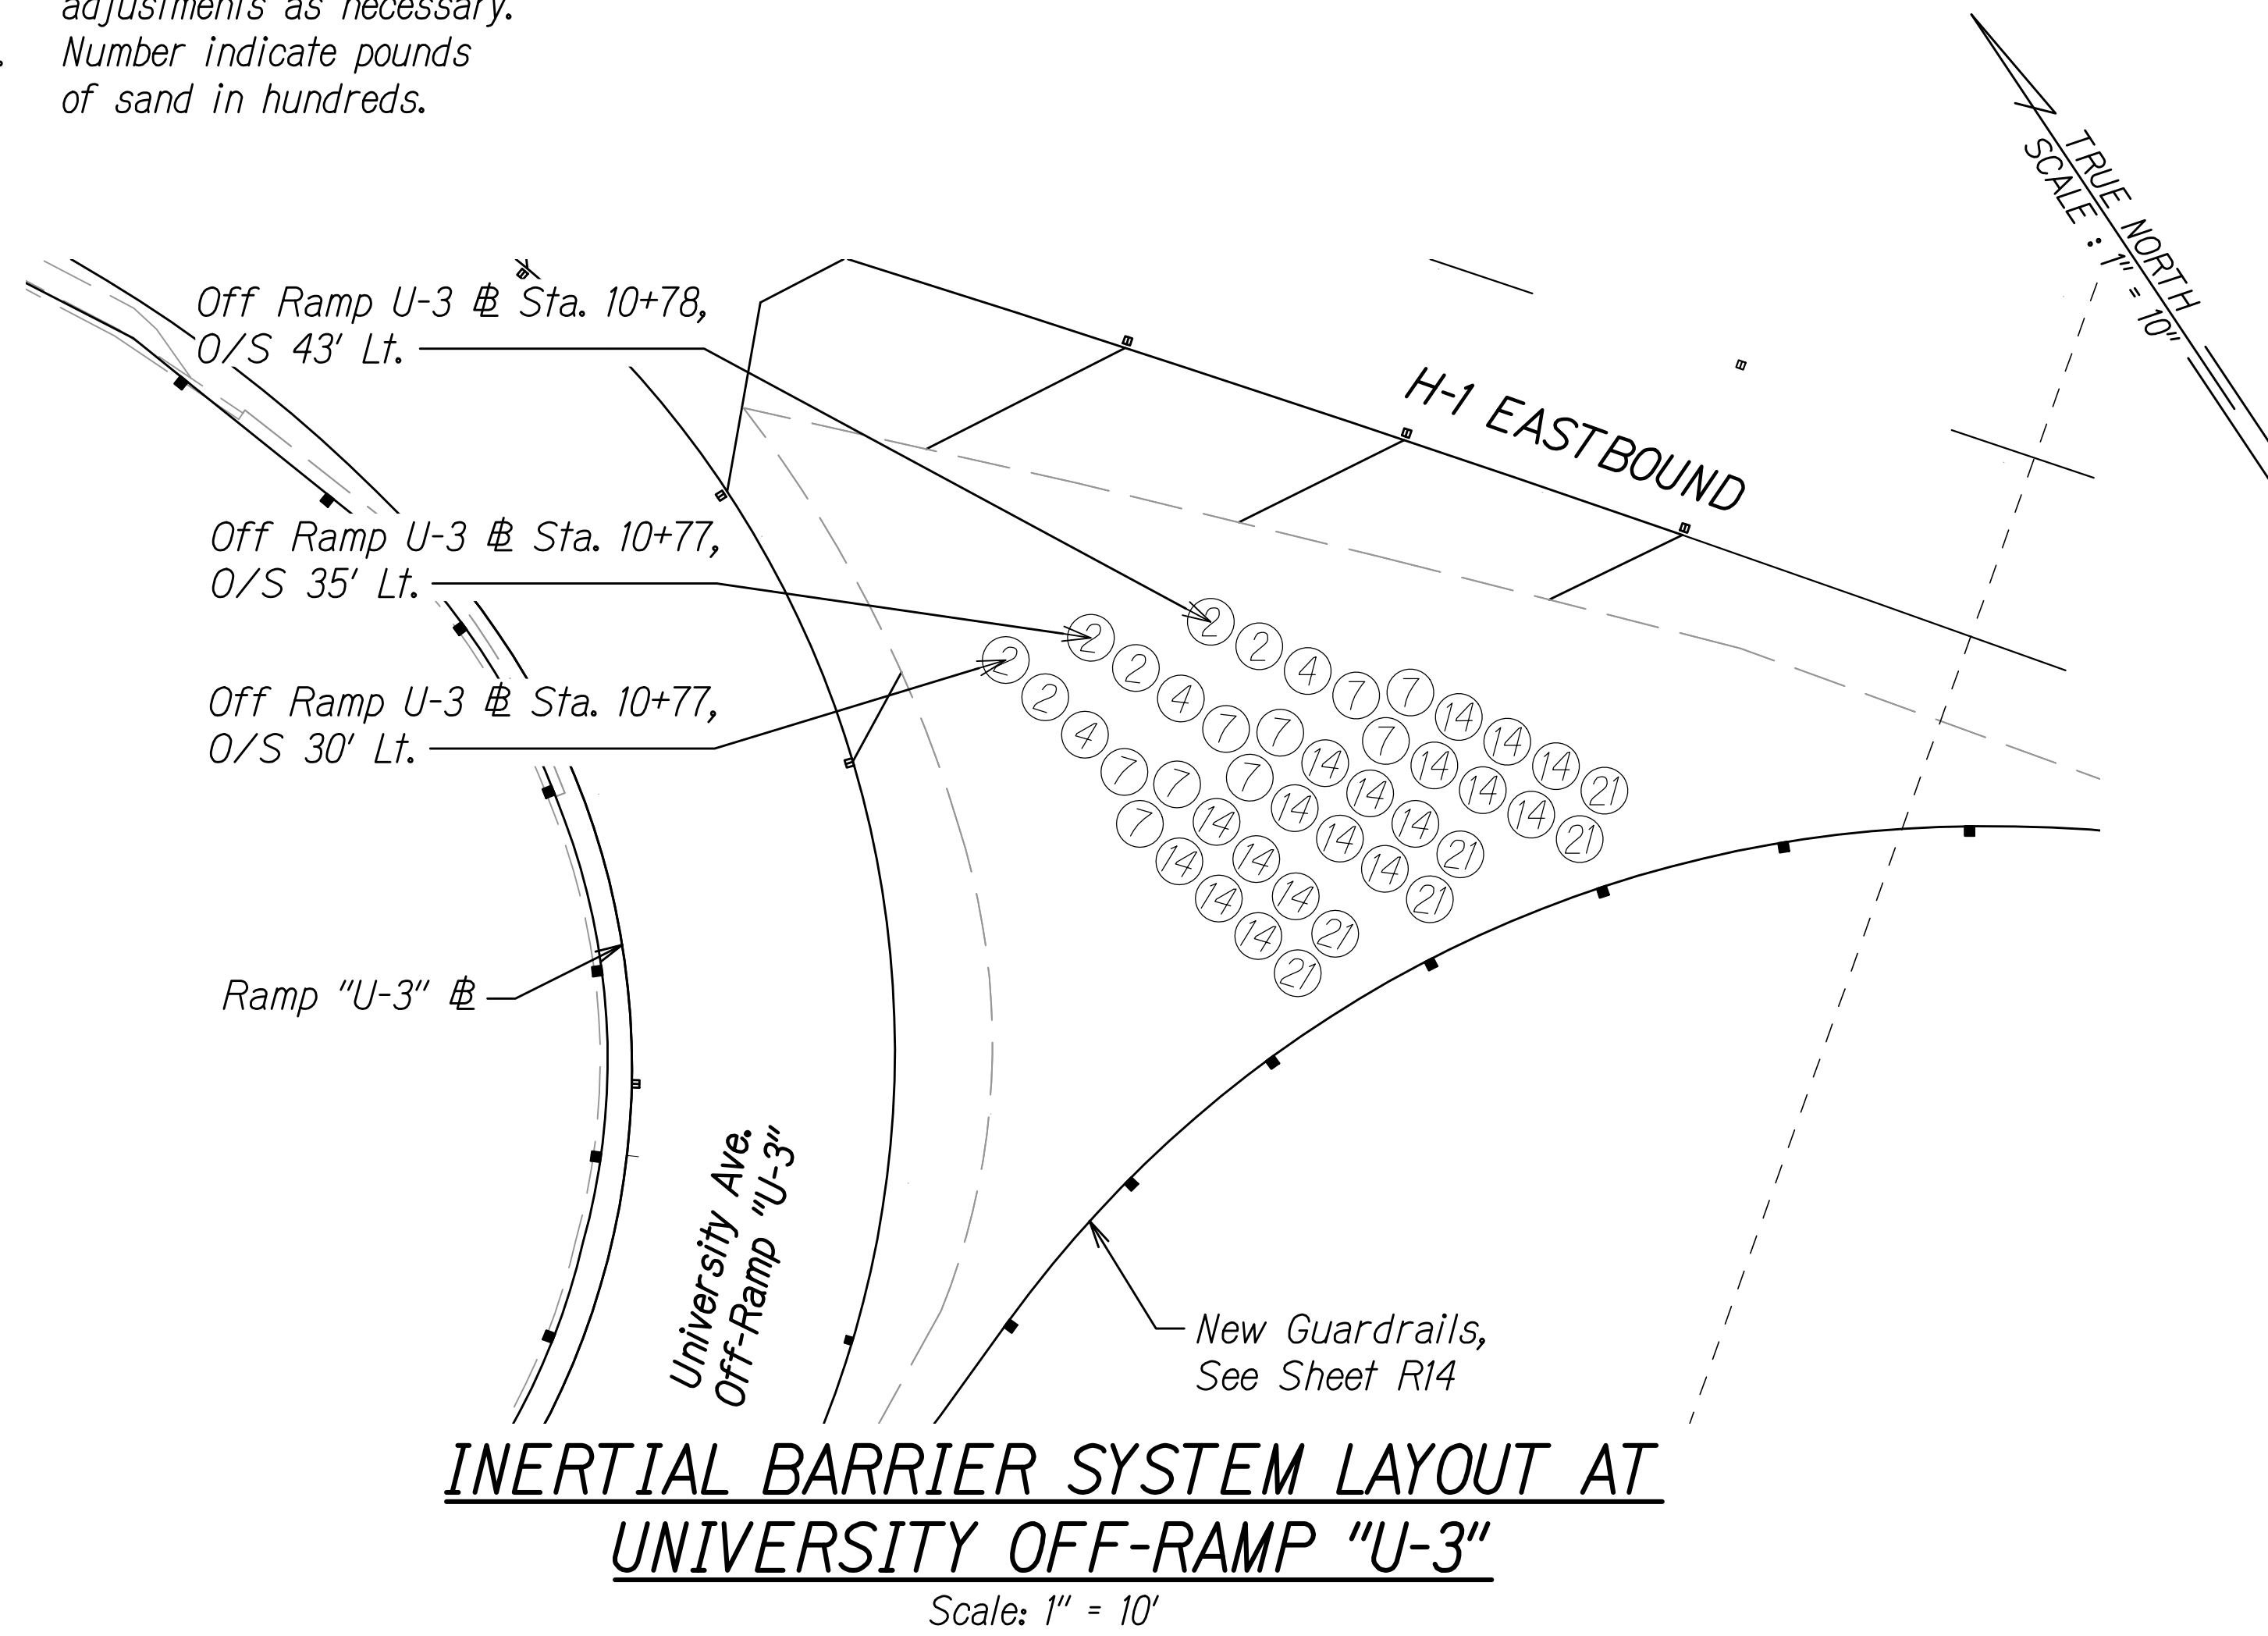 adjustments as necessary.
Number indicate pounds
of sand in hundreds.
TRUE NORTH
SCALE : 1" = 10"
Off Ramp U-3 ℄ Sta. 10+78,
O/S 43' Lt.
H-1 EASTBOUND
Off Ramp U-3 ℄ Sta. 10+77,
O/S 35' Lt.
Off Ramp U-3 ℄ Sta. 10+77,
O/S 30' Lt.
2 2 4 7 7 14 14 14 21
7 14 14 14 21
2 2 4 7 7 14 14 14 21
7 14 14 14 21
2 2 4 7 7 14 14 14 21
7 14 14 14 21
Ramp "U-3" ℄
University Ave.
Off-Ramp "U-3"
New Guardrails,
See Sheet R14
INERTIAL BARRIER SYSTEM LAYOUT AT
UNIVERSITY OFF-RAMP "U-3"
Scale: 1" = 10'